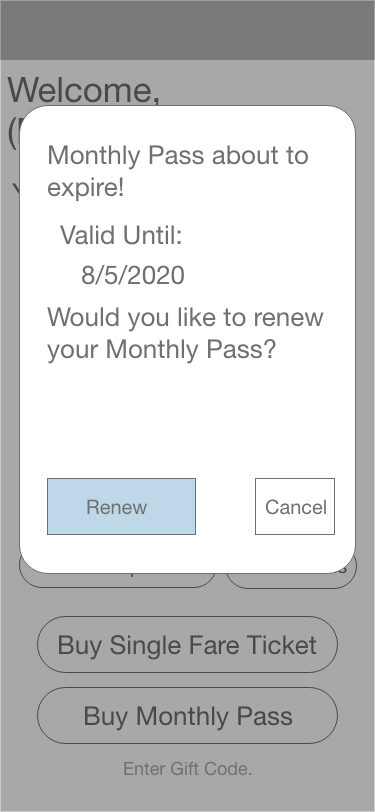 Welcome,
Monthly Pass about to
expire!
Valid Until:
8/5/2020
Would you like to renew
your Monthly Pass?
Renew
Cancel
Buy Single Fare Ticket
Buy Monthly Pass
Enter Gift Code.